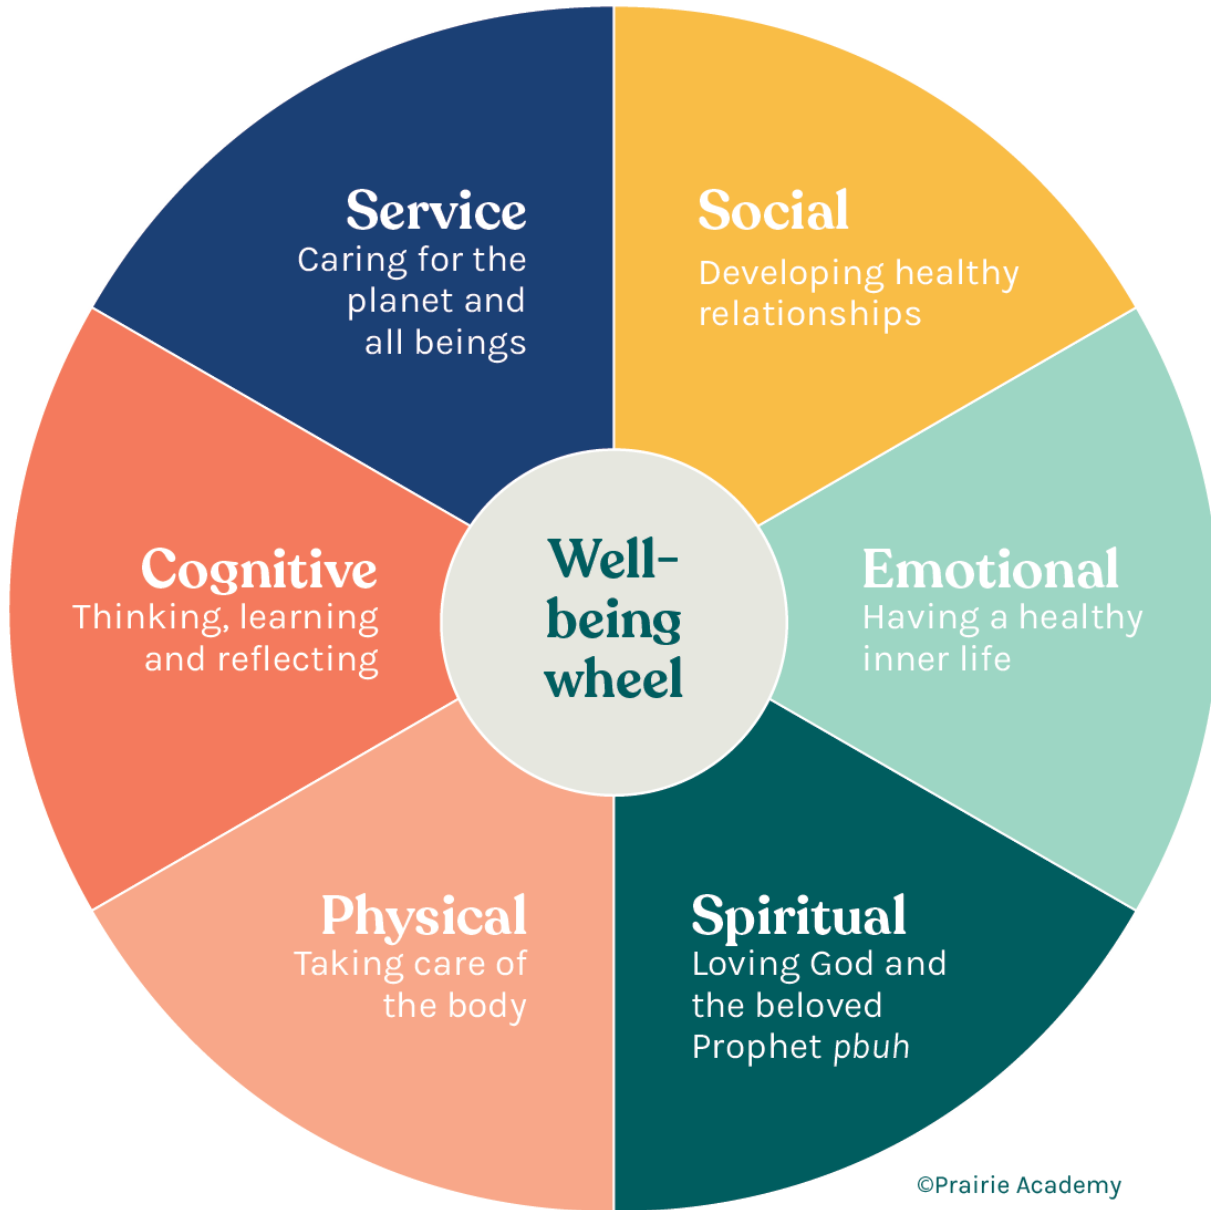 Service
Caring for the
planet and
all beings
Social
Developing healthy
relationships
Cognitive
Thinking, learning
and reflecting
Well-
being
wheel
Emotional
Having a healthy
inner life
Physical
Taking care of
the body
Spiritual
Loving God and
the beloved
Prophet pbuh
©Prairie Academy